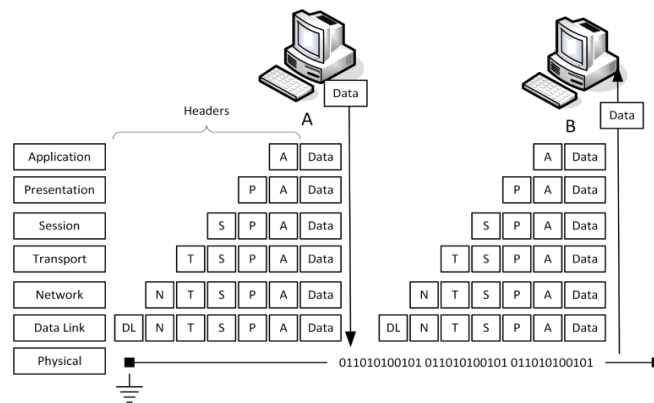 Data
Headers
A
B
Data
Application A Data A Data
Presentation P A Data P A Data
Session S P A Data S P A Data
Transport T S P A Data T S P A Data
Network N T S P A Data N T S P A Data
Data Link DL N T S P A Data DL N T S P A Data
Physical 011010100101 011010100101 011010100101